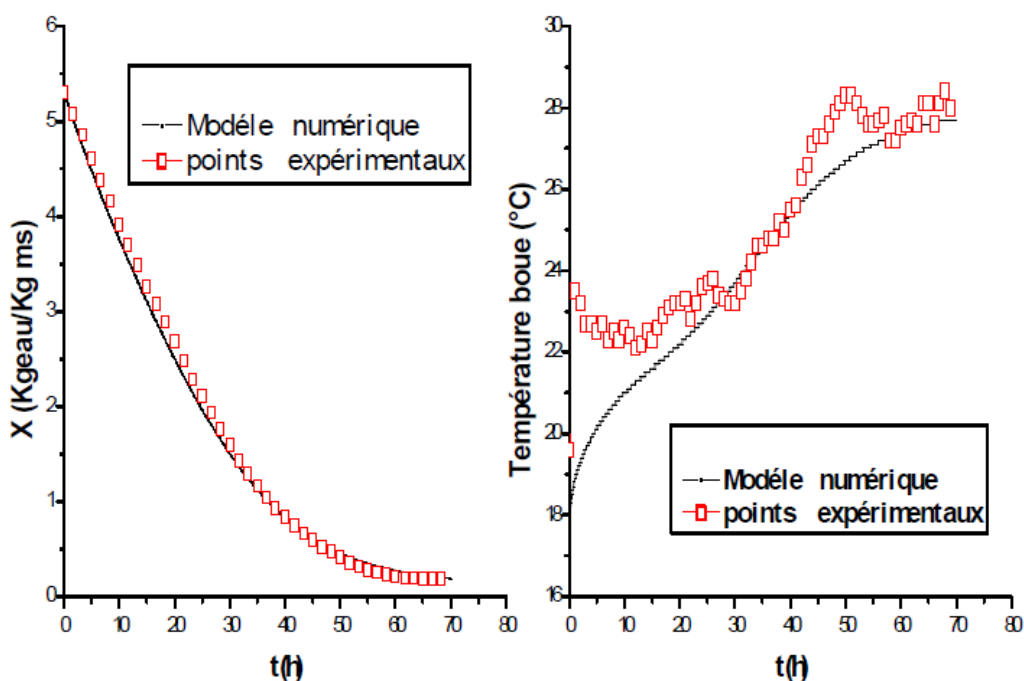 6
5
4
3
2
1
0
X (Kgeau/Kg ms)
Modéle numérique
points expérimentaux
0 10 20 30 40 50 60 70 80
t(h)
30
28
26
24
22
20
18
16
Température boue (°C)
Modéle numérique
points expérimentaux
0 10 20 30 40 50 60 70 80
t(h)